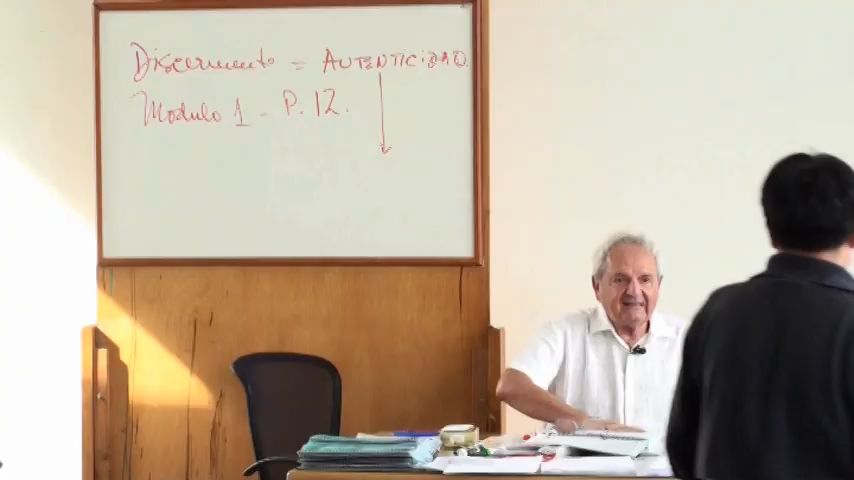 Discernimento = AUTENTICIDAD
Modulo 1 - P. 12.